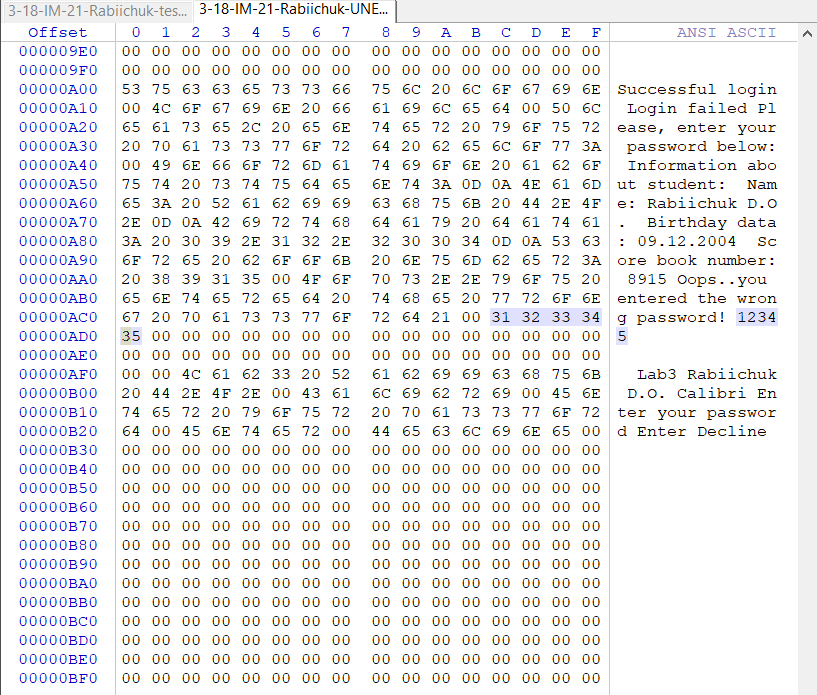 3-18-IM-21-Rabiichuk-tes... 3-18-IM-21-Rabiichuk-UNE...
Offset 0 1 2 3 4 5 6 7 8 9 A B C D E F ANSI ASCII
000009E0 00 00 00 00 00 00 00 00 00 00 00 00 00 00 00 00
000009F0 00 00 00 00 00 00 00 00 00 00 00 00 00 00 00 00
00000A00 53 75 63 63 65 73 73 66 75 6C 20 6C 6F 67 69 6E Successful login
00000A10 00 4C 6F 67 69 6E 20 66 61 69 6C 65 64 00 50 6C Login failed Pl
00000A20 65 61 73 65 2C 20 65 6E 74 65 72 20 79 6F 75 72 ease, enter your
00000A30 20 70 61 73 73 77 6F 72 64 20 62 65 6C 6F 77 3A password below:
00000A40 00 49 6E 66 6F 72 6D 61 74 69 6F 6E 20 61 62 6F Information abo
00000A50 75 74 20 73 74 75 64 65 6E 74 3A 0D 0A 4E 61 6D ut student: Nam
00000A60 65 3A 20 52 61 62 69 69 63 68 75 6B 20 44 2E 4F e: Rabiichuk D.O
00000A70 2E 0D 0A 42 69 72 74 68 64 61 79 20 64 61 74 61 . Birthday data
00000A80 3A 20 30 39 2E 31 32 2E 32 30 30 34 0D 0A 53 63 : 09.12.2004 Sc
00000A90 6F 72 65 20 62 6F 6F 6B 20 6E 75 6D 62 65 72 3A ore book number:
00000AA0 20 38 39 31 35 00 4F 6F 70 73 2E 2E 79 6F 75 20 8915 Oops..you
00000AB0 65 6E 74 65 72 65 64 20 74 68 65 20 77 72 6F 6E entered the wron
00000AC0 67 20 70 61 73 73 77 6F 72 64 21 00 31 32 33 34 g password! 1234
00000AD0 35 00 00 00 00 00 00 00 00 00 00 00 00 00 00 00 5
00000AE0 00 00 00 00 00 00 00 00 00 00 00 00 00 00 00 00
00000AF0 00 00 4C 61 62 33 20 52 61 62 69 69 63 68 75 6B Lab3 Rabiichuk
00000B00 20 44 2E 4F 2E 00 43 61 6C 69 62 72 69 00 45 6E D.O. Calibri En
00000B10 74 65 72 20 79 6F 75 72 20 70 61 73 73 77 6F 72 ter your passwor
00000B20 64 00 45 6E 74 65 72 00 44 65 63 6C 69 6E 65 00 d Enter Decline
00000B30 00 00 00 00 00 00 00 00 00 00 00 00 00 00 00 00
00000B40 00 00 00 00 00 00 00 00 00 00 00 00 00 00 00 00
00000B50 00 00 00 00 00 00 00 00 00 00 00 00 00 00 00 00
00000B60 00 00 00 00 00 00 00 00 00 00 00 00 00 00 00 00
00000B70 00 00 00 00 00 00 00 00 00 00 00 00 00 00 00 00
00000B80 00 00 00 00 00 00 00 00 00 00 00 00 00 00 00 00
00000B90 00 00 00 00 00 00 00 00 00 00 00 00 00 00 00 00
00000BA0 00 00 00 00 00 00 00 00 00 00 00 00 00 00 00 00
00000BB0 00 00 00 00 00 00 00 00 00 00 00 00 00 00 00 00
00000BC0 00 00 00 00 00 00 00 00 00 00 00 00 00 00 00 00
00000BD0 00 00 00 00 00 00 00 00 00 00 00 00 00 00 00 00
00000BE0 00 00 00 00 00 00 00 00 00 00 00 00 00 00 00 00
00000BF0 00 00 00 00 00 00 00 00 00 00 00 00 00 00 00 00